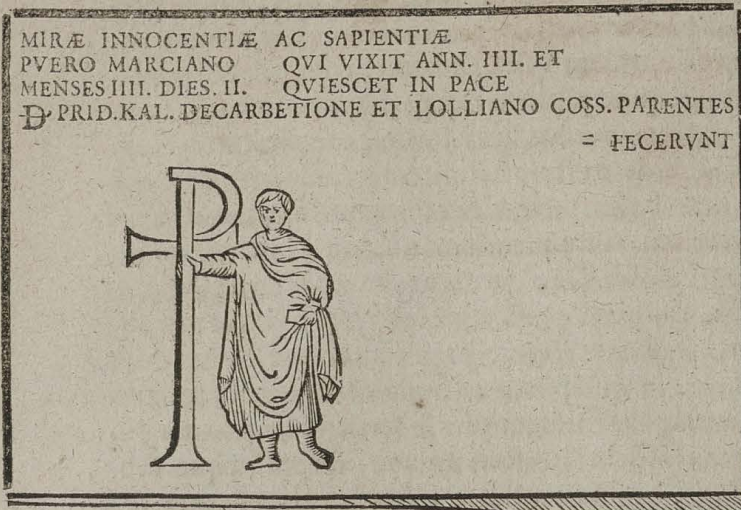 MIRÆ INNOCENTIÆ AC SAPIENTIÆ
PVERO MARCIANO QVI VIXIT ANN. IIII. ET
MENSES IIII. DIES. II. QVIESCET IN PACE
D PRID. KAL. DECARBETIONE ET LOLLIANO COSS. PARENTES
= FECERVNT